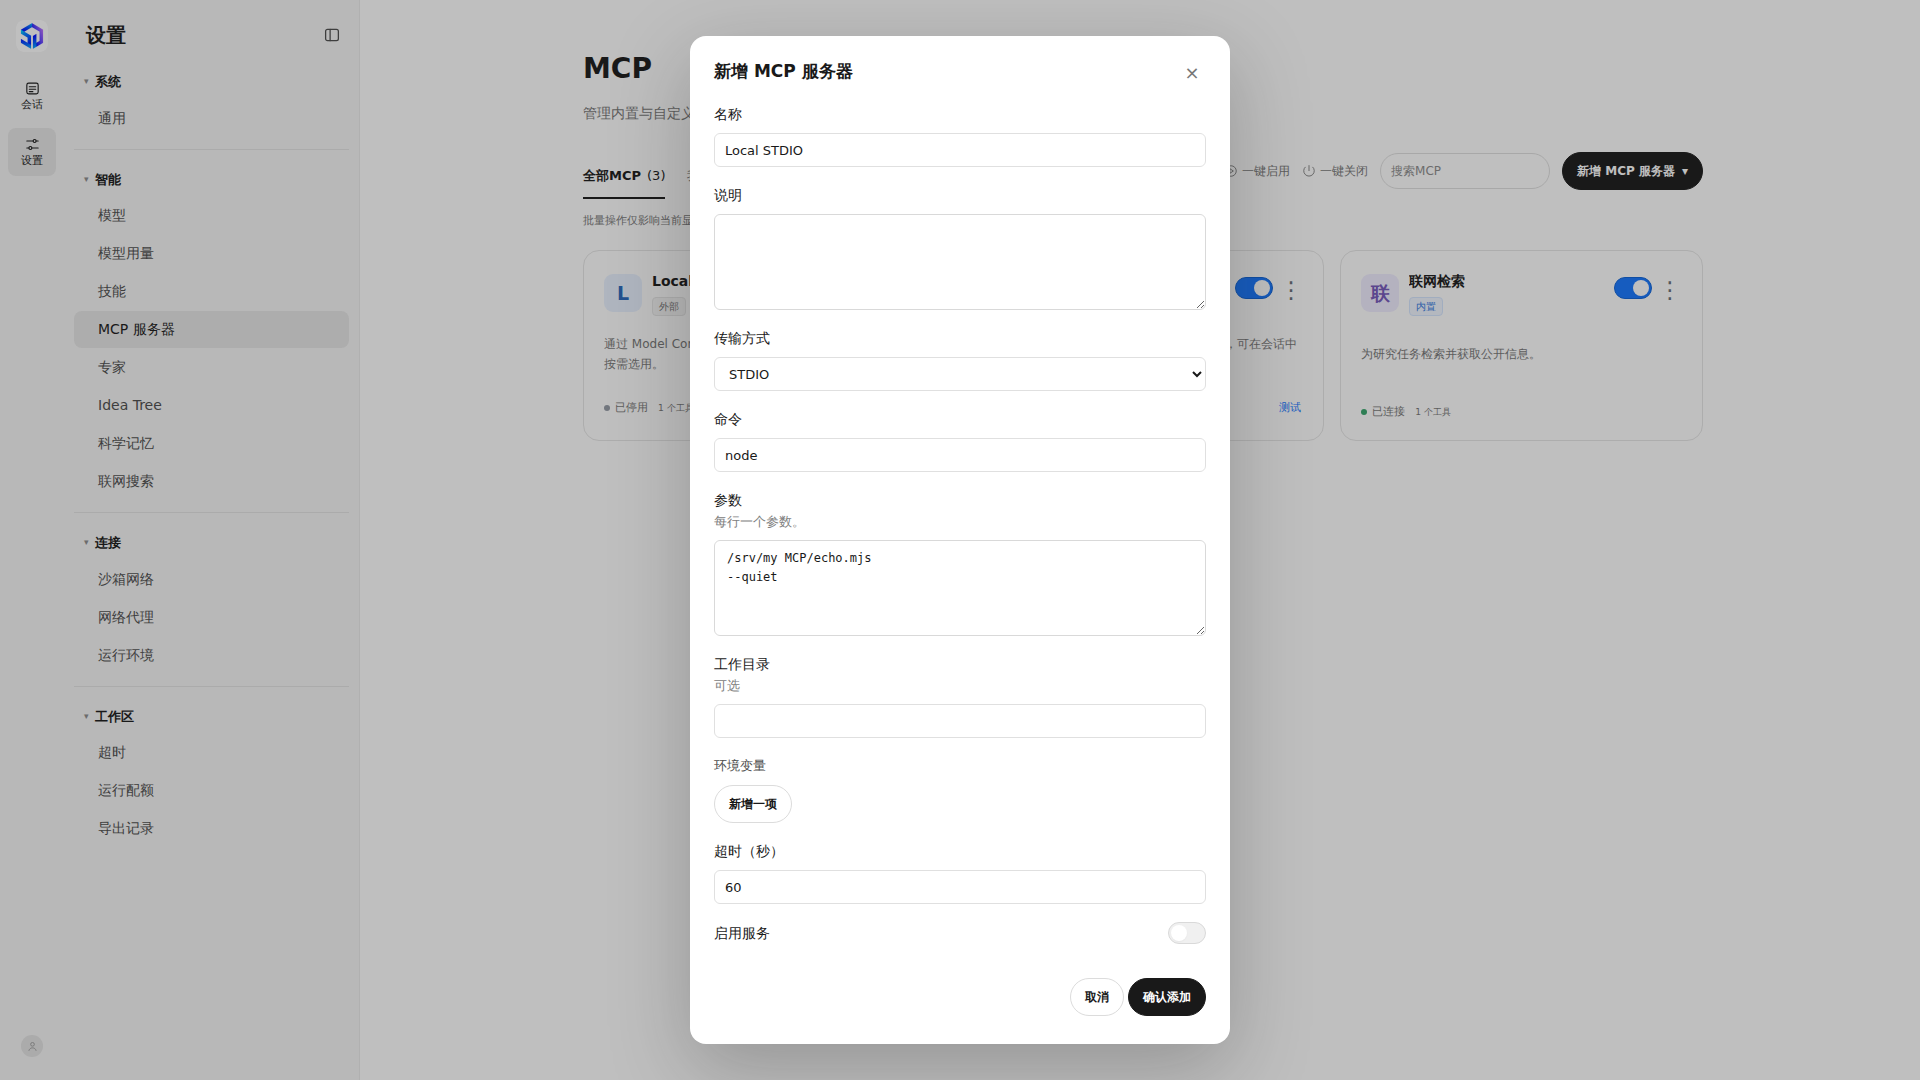 设置
会话
设置
系统
通用
智能
模型
模型用量
技能
MCP 服务器
专家
Idea Tree
科学记忆
联网搜索
连接
沙箱网络
网络代理
运行环境
工作区
超时
运行配额
导出记录
MCP
管理内置与自定义
全部MCP (3)
一键启用
一键关闭
搜索MCP
新增 MCP 服务器 ▾
批量操作仅影响当前显
L
Local
外部
通过 Model Con
按需选用。
已停用
1 个工具
，可在会话中
测试
联
联网检索
内置
为研究任务检索并获取公开信息。
已连接
1 个工具
新增 MCP 服务器
名称
Local STDIO
说明
传输方式
STDIO
命令
node
参数
每行一个参数。
/srv/my MCP/echo.mjs
--quiet
工作目录
可选
环境变量
新增一项
超时（秒）
60
启用服务
取消
确认添加